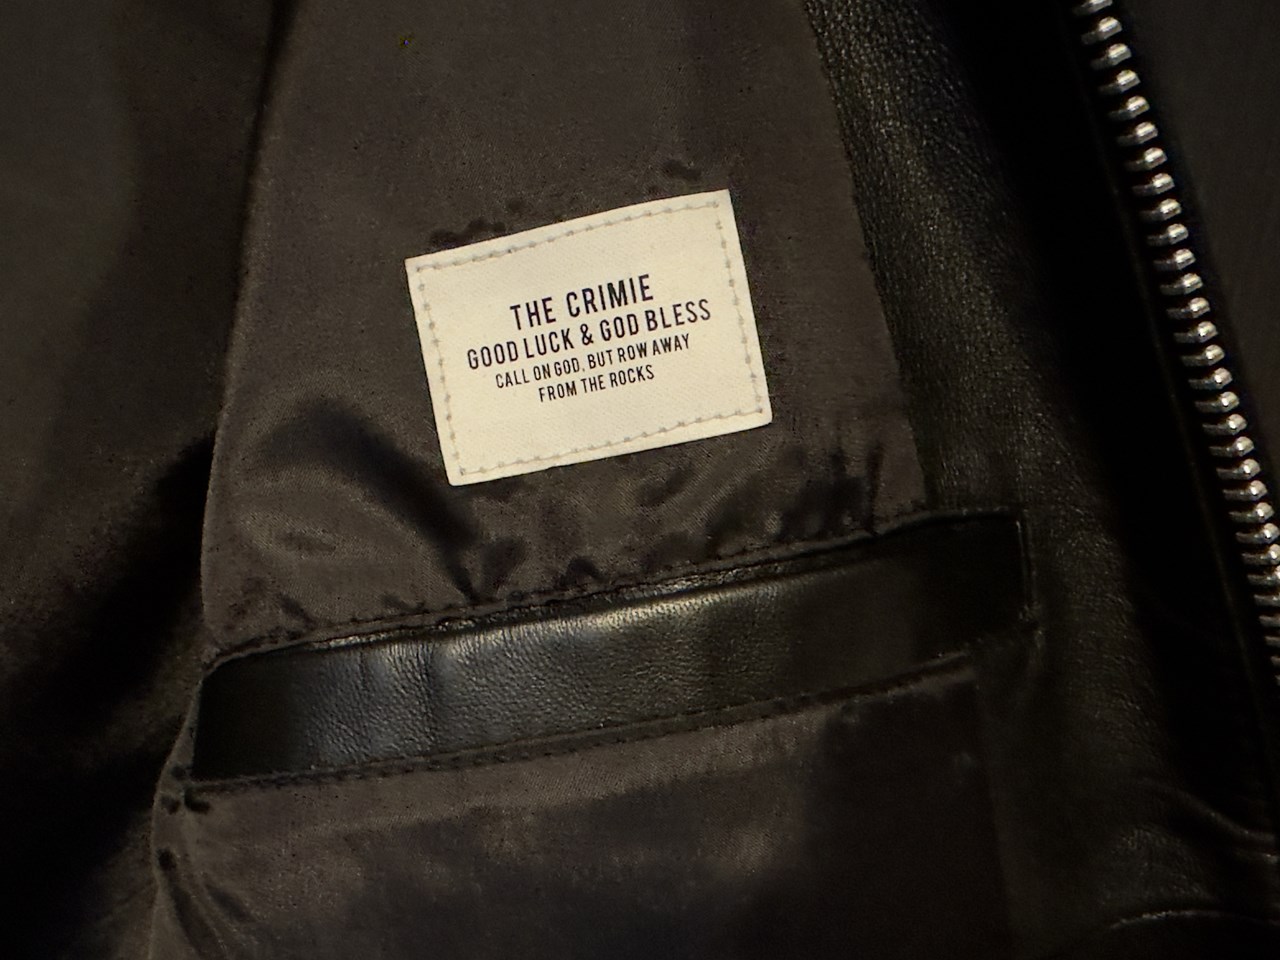 THE CRIMIE
GOOD LUCK & GOD BLESS
CALL ON GOD, BUT ROW AWAY
FROM THE ROCKS